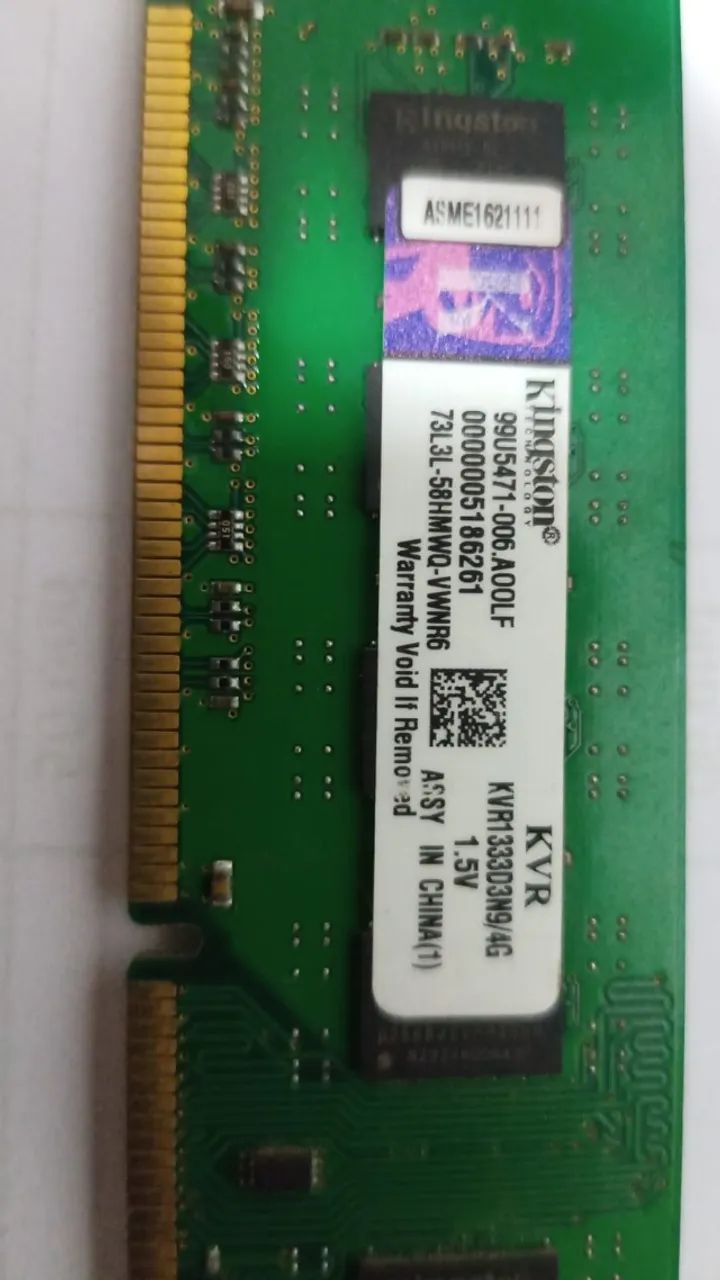 Kingston
ASME1621111
Kingston®
TECHNOLOGY
99U5471-006.A00LF
0000005186261
73L3L-58HMWQ-VWNR6
Warranty Void If Removed
KVR
KVR1333D3N9/4G
1.5V
ASSY IN CHINA(1)